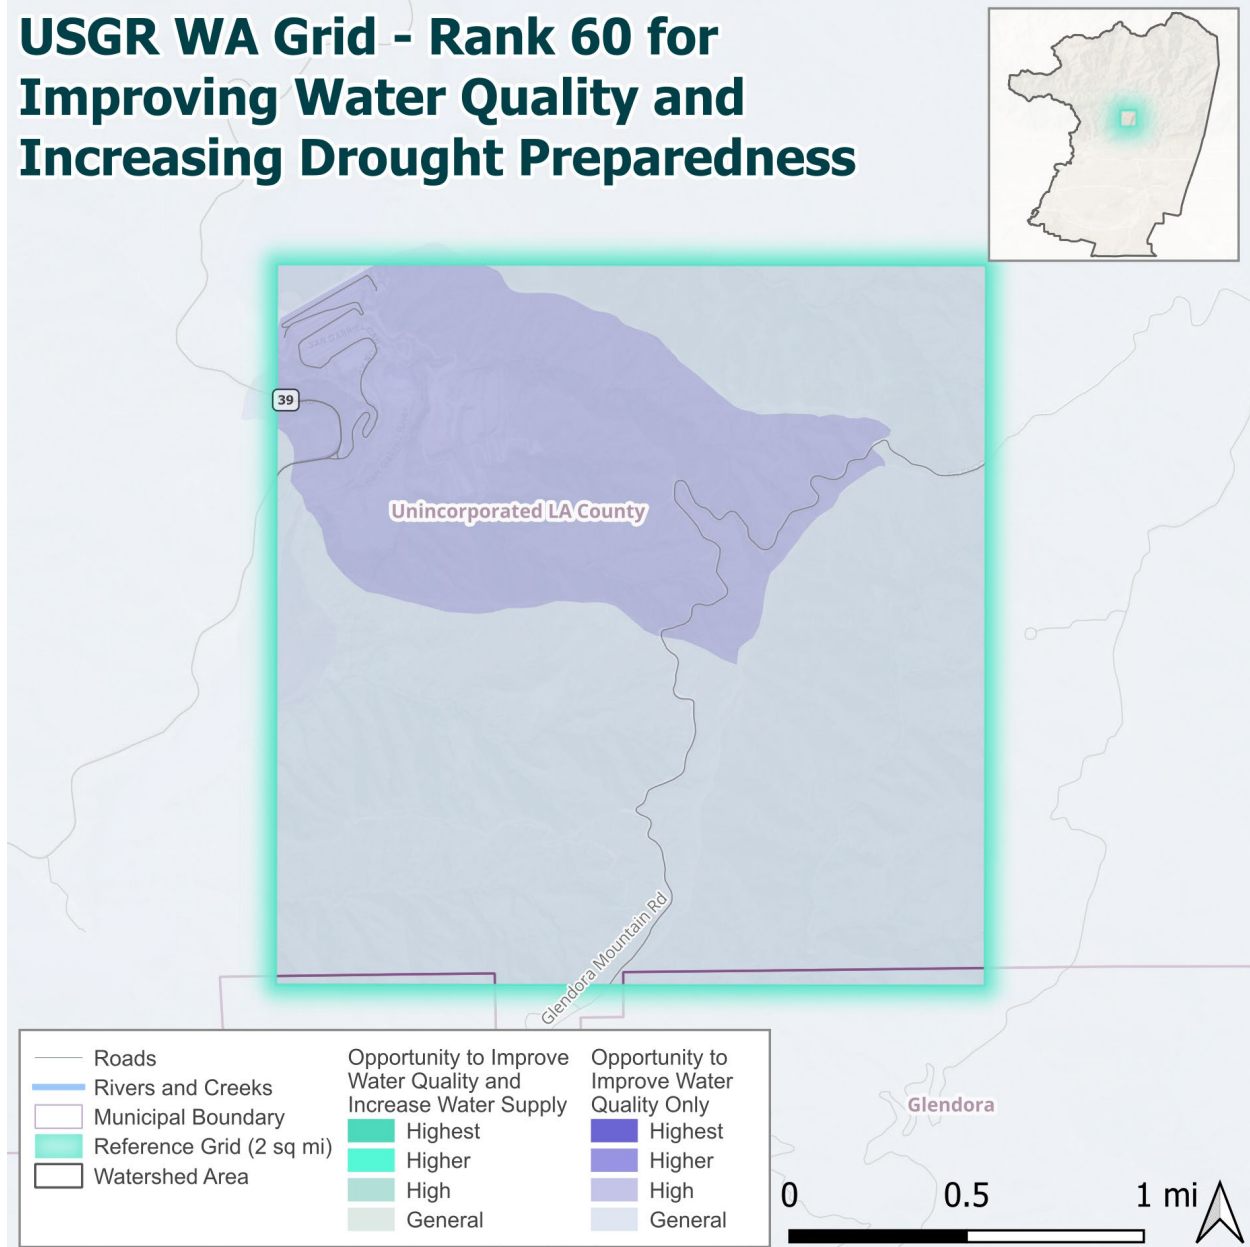 USGR WA Grid - Rank 60 for
Improving Water Quality and
Increasing Drought Preparedness
39
Unincorporated LA County
Glendora Mountain Rd
Glendora
Roads
Rivers and Creeks
Municipal Boundary
Reference Grid (2 sq mi)
Watershed Area
Opportunity to Improve
Water Quality and
Increase Water Supply
Highest
Higher
High
General
Opportunity to
Improve Water
Quality Only
Highest
Higher
High
General
0 0.5 1 mi